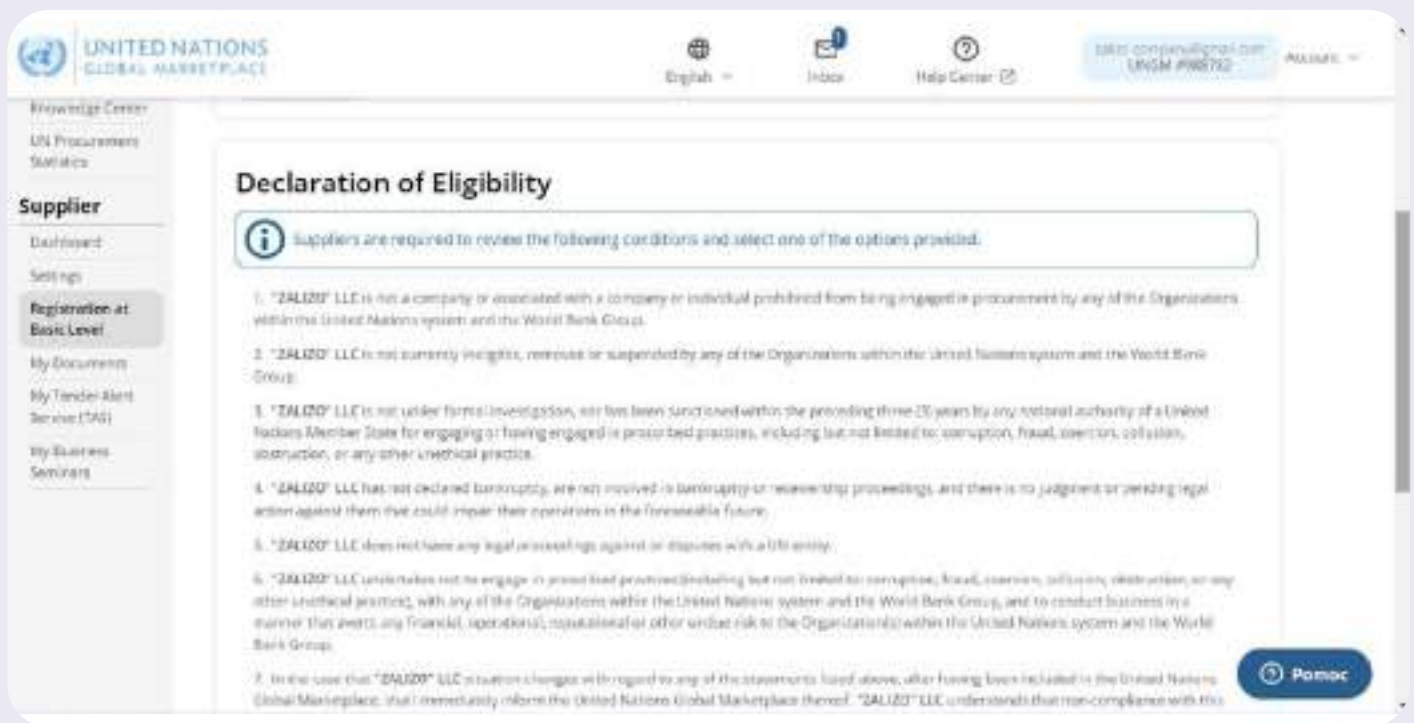 UNITED NATIONS
GLOBAL MARKETPLACE
English
Inbox
Help Center
UNGM
Account
Knowledge Center
UN Procurement
Statistics
Supplier
Dashboard
Settings
Registration at
Basic Level
My Documents
My Tender Alert
Service (TAS)
My Business
Seminars
Declaration of Eligibility
Suppliers are required to review the following conditions and select one of the options provided.
1. "ZALIZO" LLC is not a company or associated with a company or individual prohibited from being engaged in procurement by any of the Organizations
within the United Nations system and the World Bank Group.
2. "ZALIZO" LLC is not currently ineligible, removed or suspended by any of the Organizations within the United Nations system and the World Bank
Group.
3. "ZALIZO" LLC is not under formal investigation, nor has been sanctioned within the preceding three (3) years by any national authority of a United
Nations Member State for engaging or having engaged in proscribed practices, including but not limited to: corruption, fraud, coercion, collusion,
obstruction, or any other unethical practice.
4. "ZALIZO" LLC has not declared bankruptcy, are not involved in bankruptcy or receivership proceedings, and there is no judgment or pending legal
action against them that could impair their operations in the foreseeable future.
5. "ZALIZO" LLC does not have any legal proceedings against or disputes with a UN entity.
6. "ZALIZO" LLC undertakes not to engage in proscribed practices (including but not limited to: corruption, fraud, coercion, collusion, obstruction, or any
other unethical practice), with any of the Organizations within the United Nations system and the World Bank Group, and to conduct business in a
manner that averts any financial, operational, reputational or other undue risk to the Organization(s) within the United Nations system and the World
Bank Group.
7. In the case that "ZALIZO" LLC situation changes with regard to any of the statements listed above, after having been included in the United Nations
Global Marketplace, shall immediately inform the United Nations Global Marketplace thereof. "ZALIZO" LLC understands that non-compliance with this
Pomoc